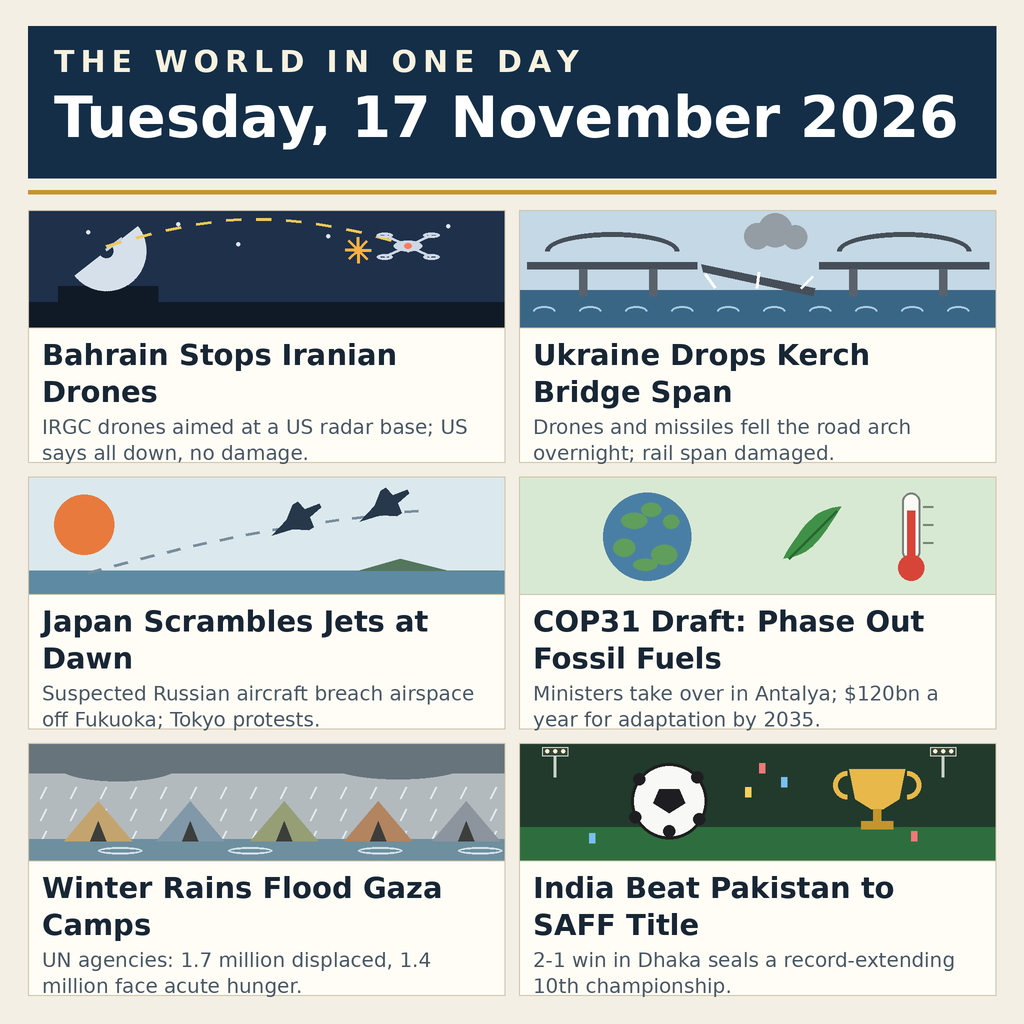 THE WORLD IN ONE DAY
Tuesday, 17 November 2026
Bahrain Stops Iranian
Drones
IRGC drones aimed at a US radar base; US
says all down, no damage.
Ukraine Drops Kerch
Bridge Span
Drones and missiles fell the road arch
overnight; rail span damaged.
Japan Scrambles Jets at
Dawn
Suspected Russian aircraft breach airspace
off Fukuoka; Tokyo protests.
COP31 Draft: Phase Out
Fossil Fuels
Ministers take over in Antalya; $120bn a
year for adaptation by 2035.
Winter Rains Flood Gaza
Camps
UN agencies: 1.7 million displaced, 1.4
million face acute hunger.
India Beat Pakistan to
SAFF Title
2-1 win in Dhaka seals a record-extending
10th championship.